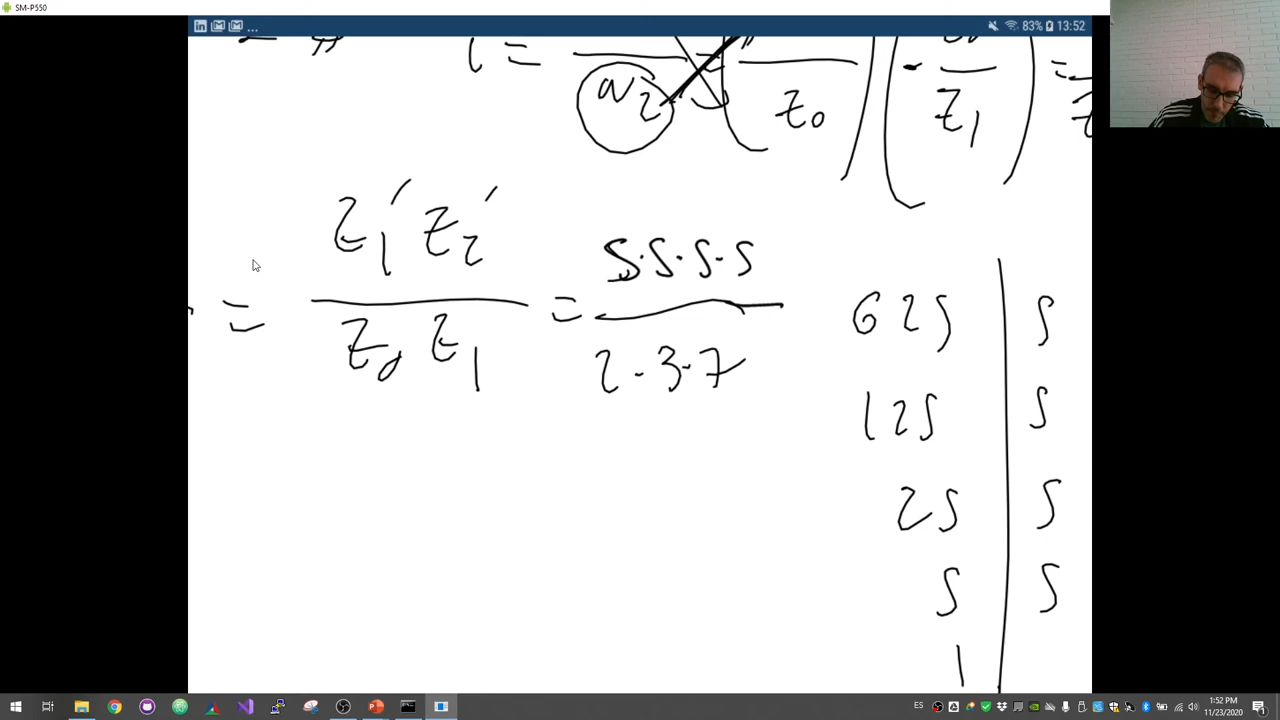 SM-P550
... 83% 13:52
i = ω2 z0 - z1 =
z1' z2'
= = 5·5·5·5
z0 z1 2·3·7
625 | 5
125 | 5
25 | 5
5 | 5
1
ES 1:52 PM
11/23/2020